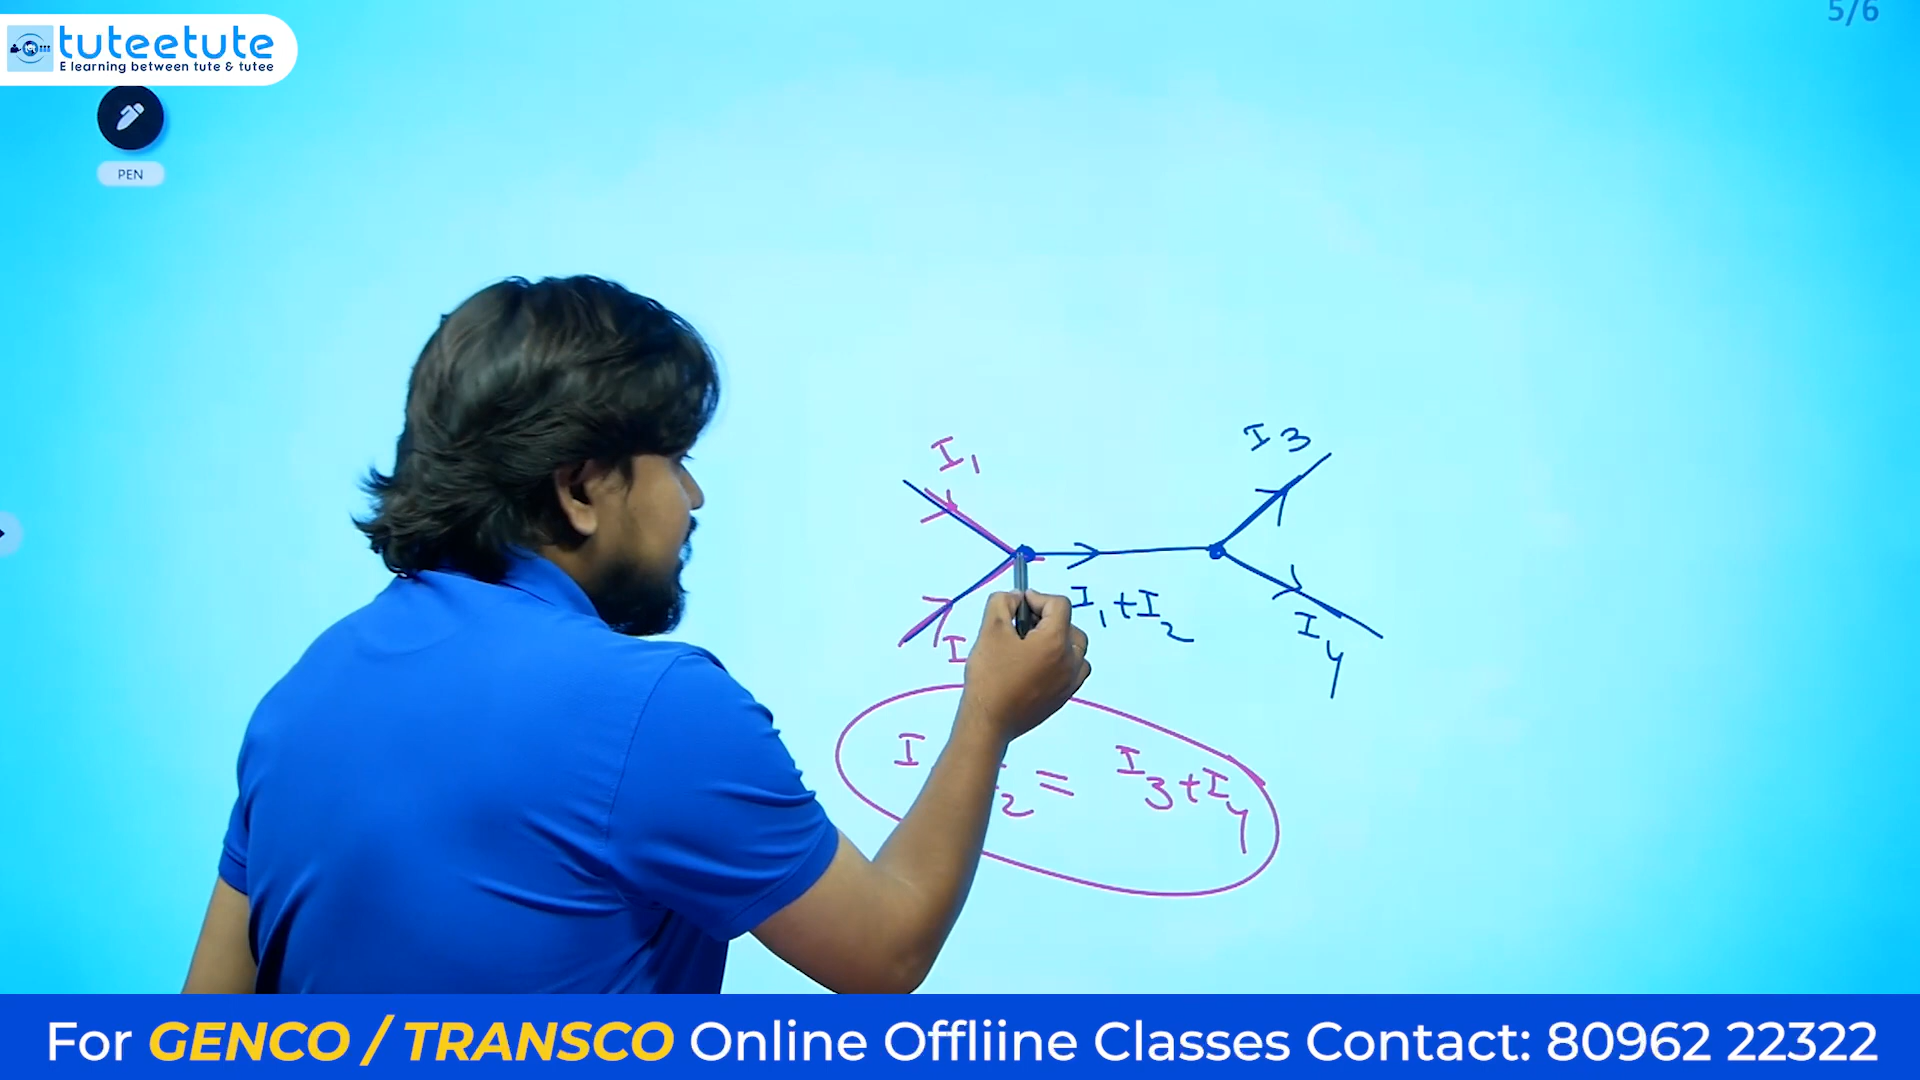 5/6
tuteetute
E learning between tute & tutee
PEN
I₁
I3
I₁+I₂
I₄
I
I
₂ = I₃+I₄
For GENCO / TRANSCO Online Offliine Classes Contact: 80962 22322